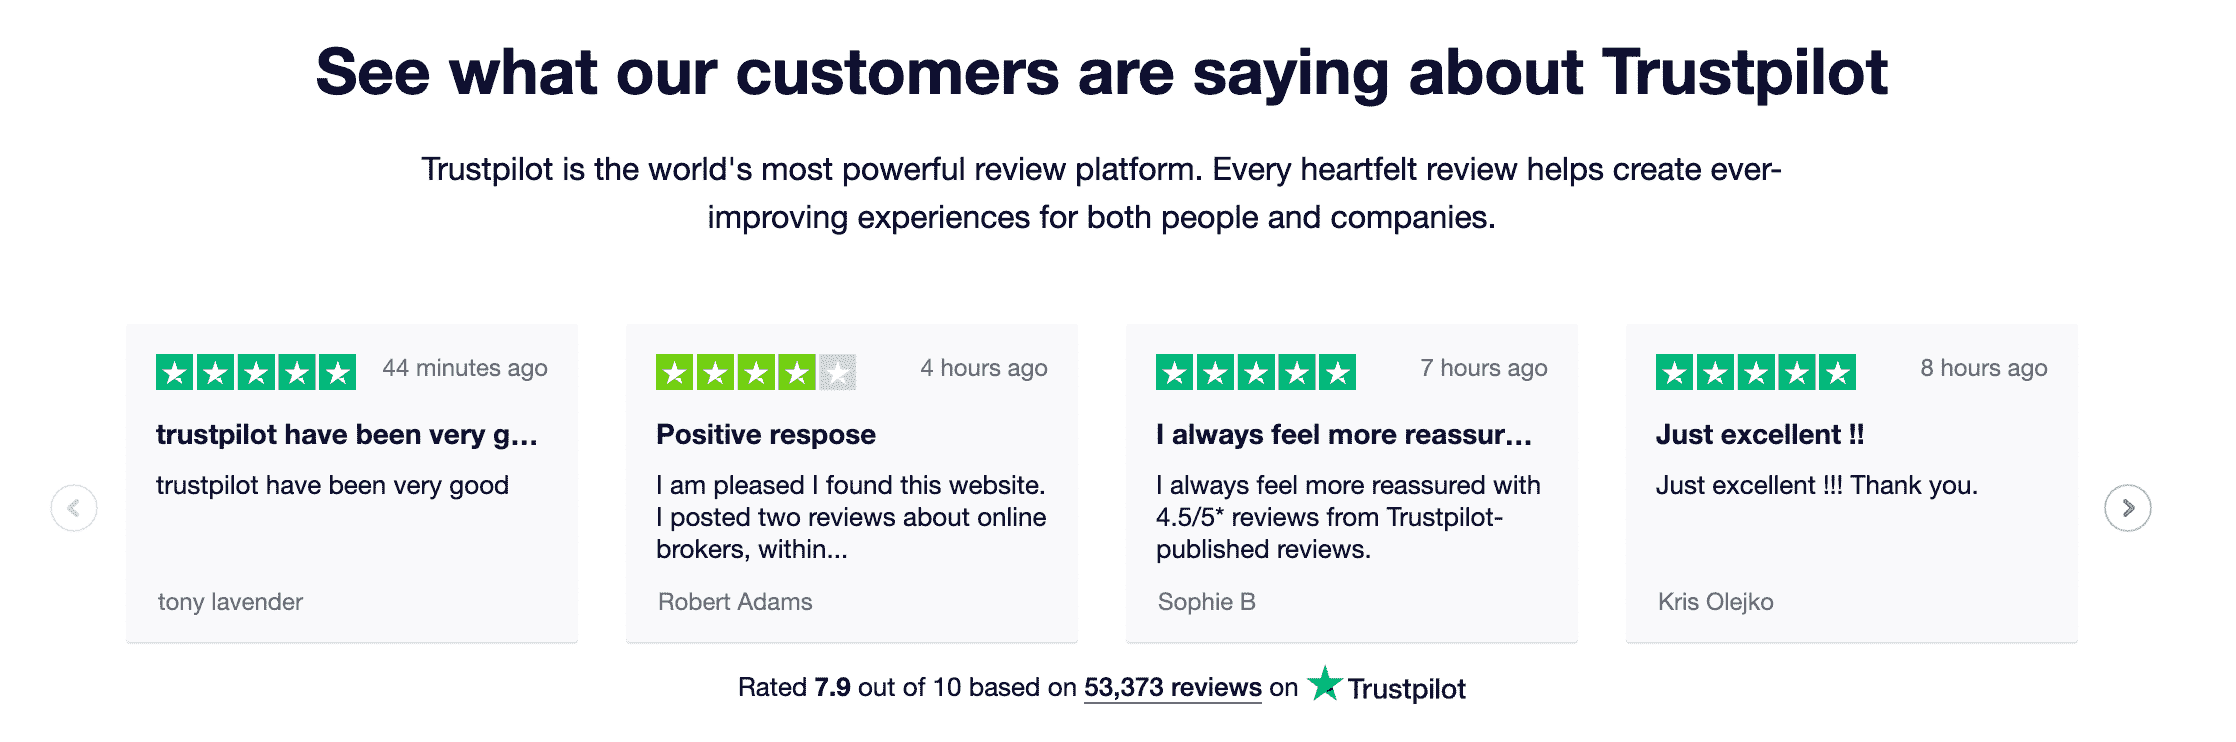 See what our customers are saying about Trustpilot
Trustpilot is the world's most powerful review platform. Every heartfelt review helps create ever-
improving experiences for both people and companies.
44 minutes ago
trustpilot have been very g...
trustpilot have been very good
tony lavender
4 hours ago
Positive respose
I am pleased I found this website.
I posted two reviews about online
brokers, within...
Robert Adams
7 hours ago
I always feel more reassur...
I always feel more reassured with
4.5/5* reviews from Trustpilot-
published reviews.
Sophie B
8 hours ago
Just excellent !!
Just excellent !!! Thank you.
Kris Olejko
Rated 7.9 out of 10 based on 53,373 reviews on Trustpilot